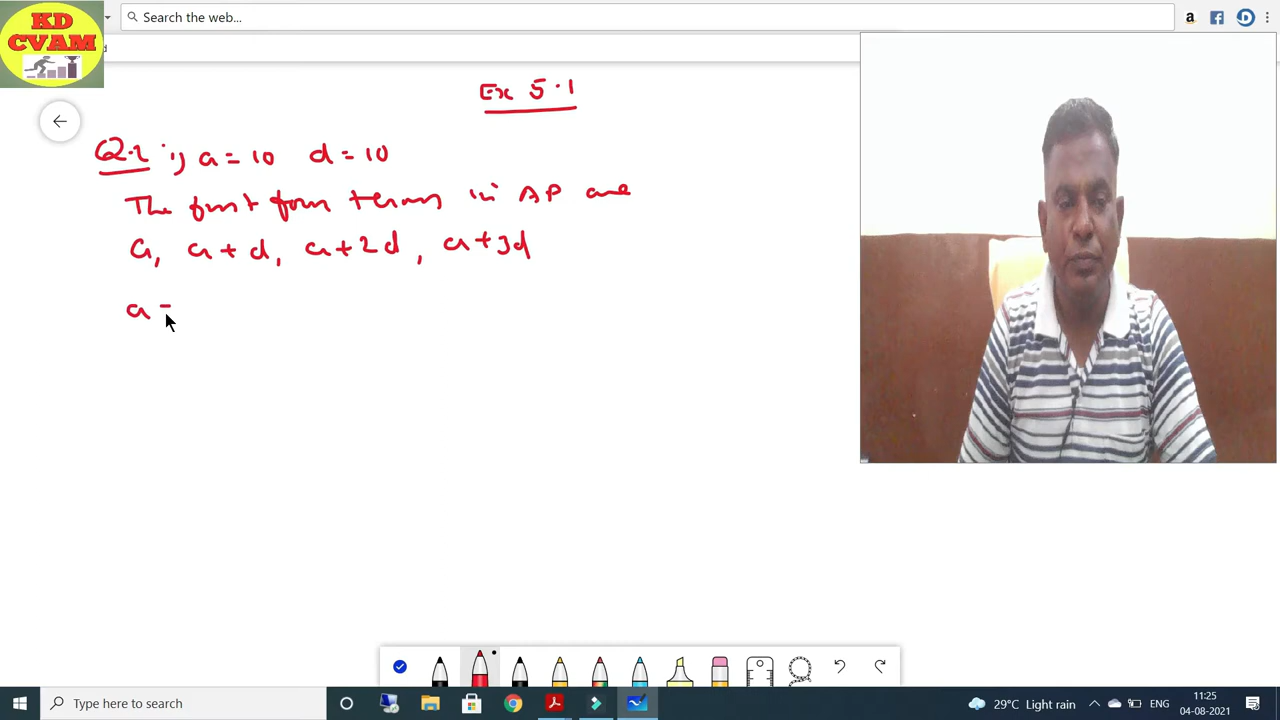 KD
CVAM
Search the web...
d
Ex 5.1
Q.2 i) a = 10 d = 10
The first four terms in AP are
a, a + d, a + 2d, a + 3d
a =
Type here to search
29°C Light rain
ENG
11:25
04-08-2021